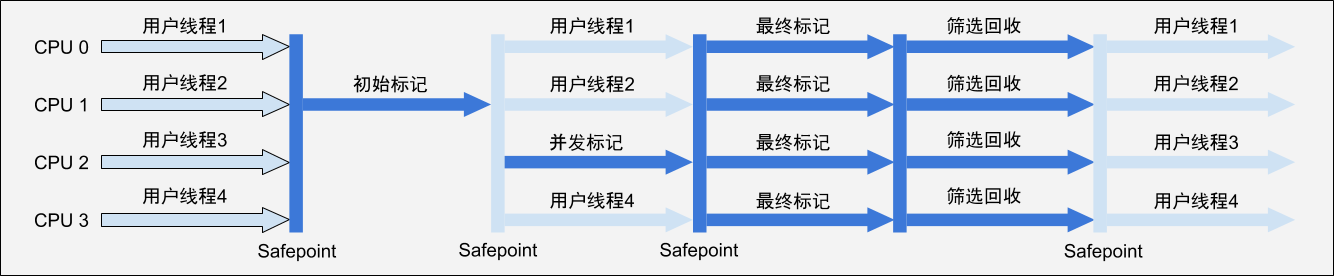 用户线程1 用户线程1 最终标记 筛选回收 用户线程1
CPU 0
用户线程2 初始标记 用户线程2 最终标记 筛选回收 用户线程2
CPU 1
用户线程3 并发标记 最终标记 筛选回收 用户线程3
CPU 2
用户线程4 用户线程4 最终标记 筛选回收 用户线程4
CPU 3
Safepoint Safepoint Safepoint Safepoint